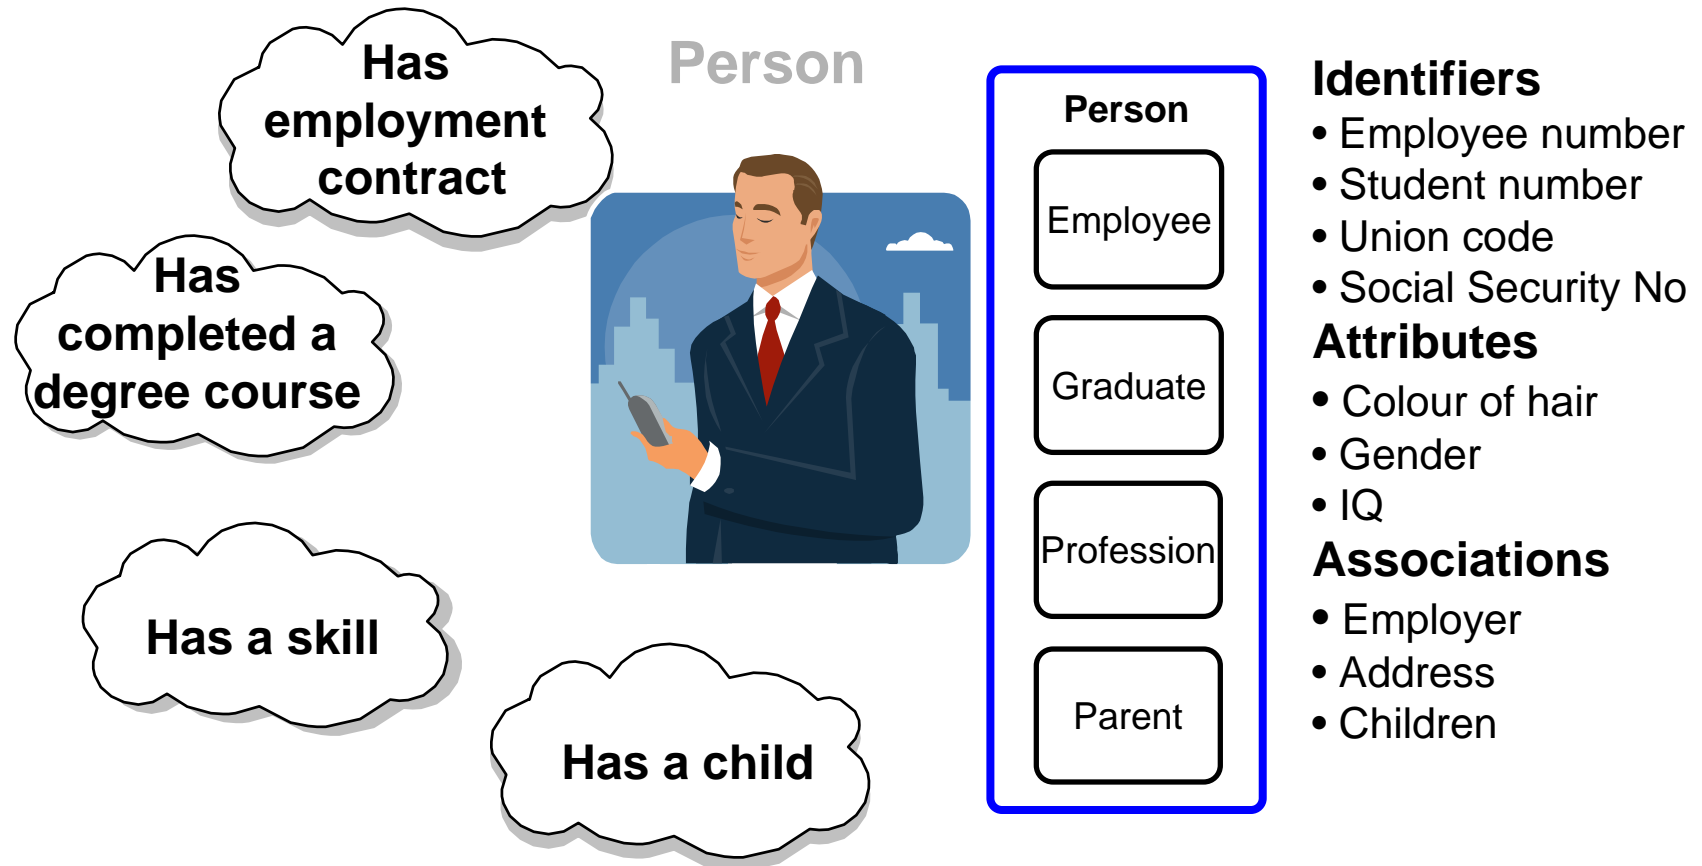 Person
Has
employment
contract
Has
completed a
degree course
Has a skill
Has a child
Person
Employee
Graduate
Profession
Parent
Identifiers
• Employee number
• Student number
• Union code
• Social Security No
Attributes
• Colour of hair
• Gender
• IQ
Associations
• Employer
• Address
• Children